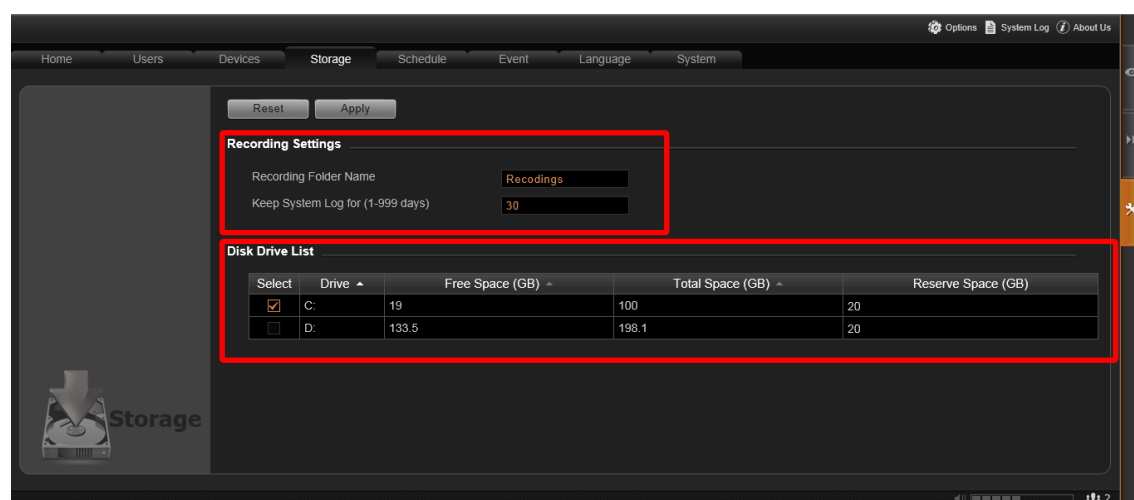 Options System Log About Us
Home Users Devices Storage Schedule Event Language System
Reset Apply
Recording Settings
Recording Folder Name Recodings
Keep System Log for (1-999 days) 30
Disk Drive List
Select Drive Free Space (GB) Total Space (GB) Reserve Space (GB)
C: 19 100 20
D: 133.5 198.1 20
Storage
2